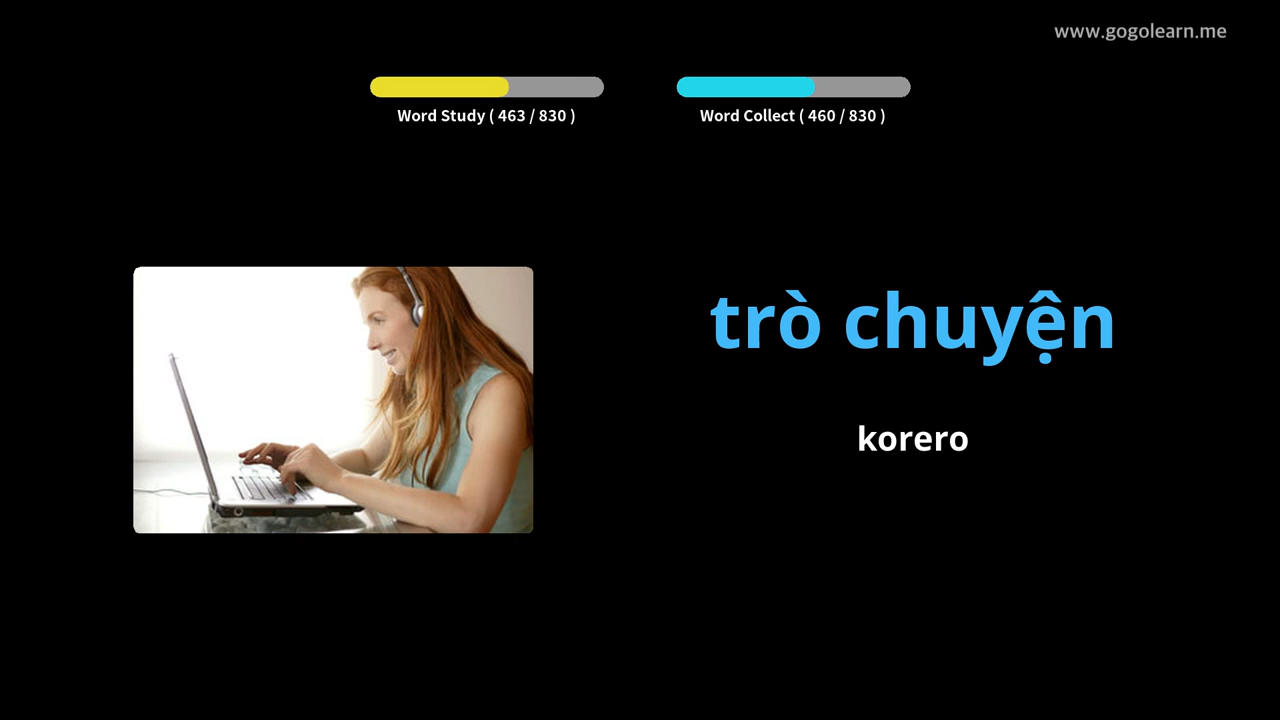 www.gogolearn.me
Word Study ( 463 / 830 )
Word Collect ( 460 / 830 )
trò chuyện
korero